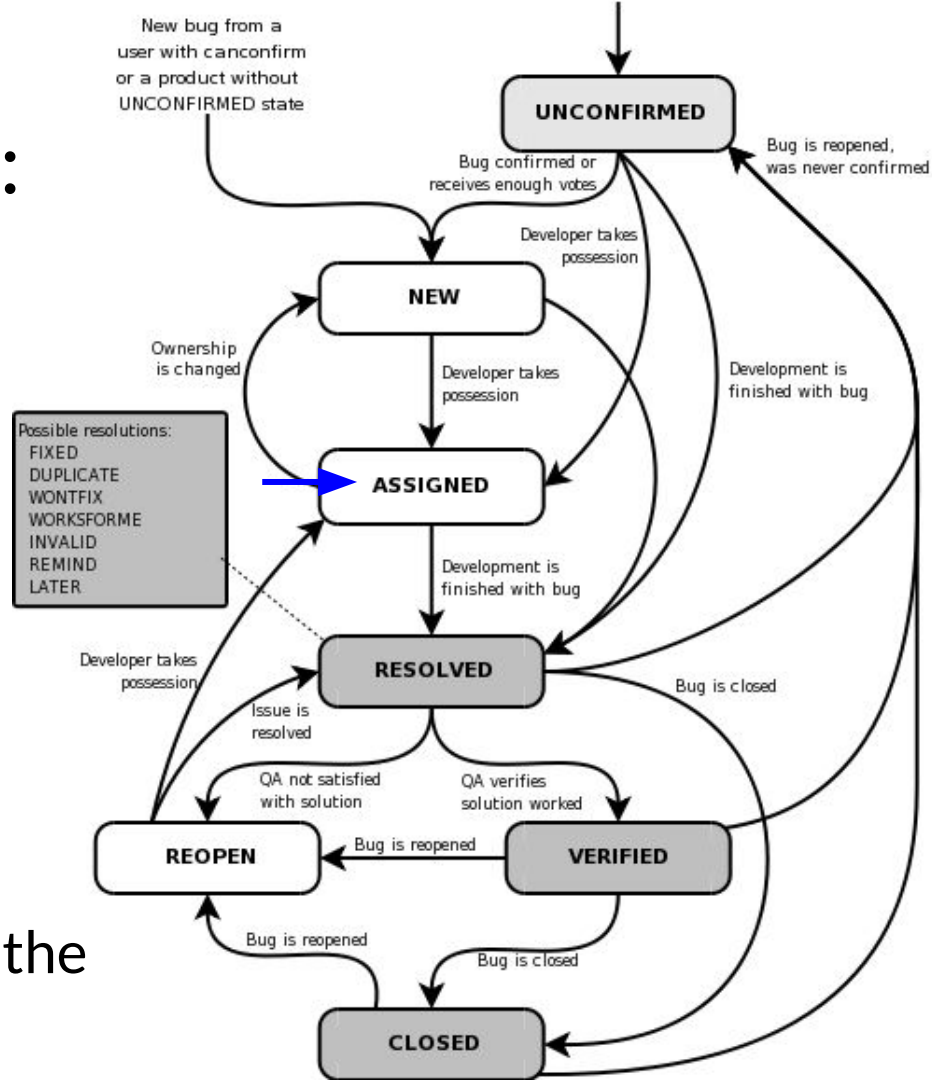 New bug from a
user with canconfirm
or a product without
UNCONFIRMED state
UNCONFIRMED
:
Bug is reopened,
was never confirmed
Bug confirmed or
receives enough votes
Developer takes
possession
NEW
Ownership
is changed
Developer takes
possession
Development is
finished with bug
Possible resolutions:
FIXED
DUPLICATE
WONTFIX
WORKSFORME
INVALID
REMIND
LATER
ASSIGNED
Development is
finished with bug
Developer takes
possession
RESOLVED
Bug is closed
Issue is
resolved
QA not satisfied
with solution
QA verifies
solution worked
REOPEN
Bug is reopened
VERIFIED
the
Bug is reopened
Bug is closed
CLOSED